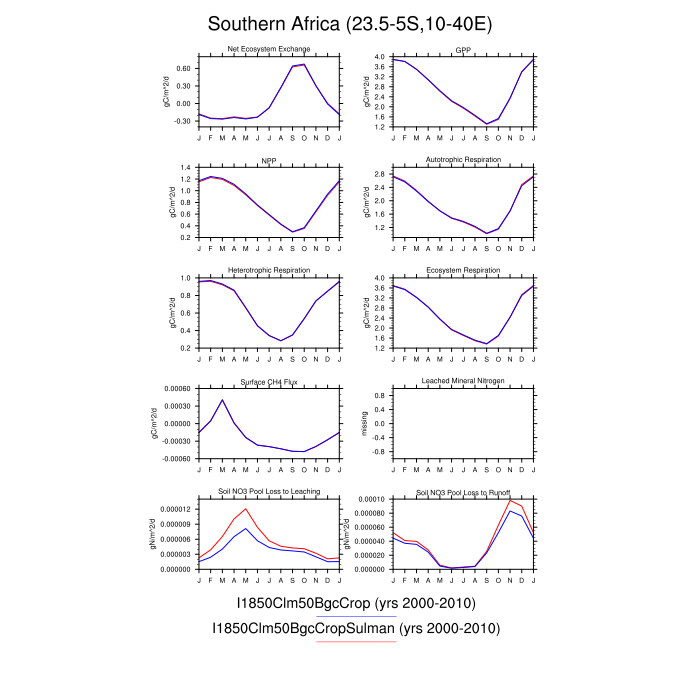 Southern Africa (23.5-5S,10-40E)
Net Ecosystem Exchange
gC/m^2/d
0.60
0.30
0.00
-0.30
J F M A M J J A S O N D J
GPP
gC/m^2/d
4.0
3.6
3.2
2.8
2.4
2.0
1.6
1.2
J F M A M J J A S O N D J
NPP
gC/m^2/d
1.4
1.2
1.0
0.8
0.6
0.4
0.2
J F M A M J J A S O N D J
Autotrophic Respiration
gC/m^2/d
2.8
2.4
2.0
1.6
1.2
J F M A M J J A S O N D J
Heterotrophic Respiration
gC/m^2/d
1.0
0.8
0.6
0.4
0.2
J F M A M J J A S O N D J
Ecosystem Respiration
gC/m^2/d
4.0
3.6
3.2
2.8
2.4
2.0
1.6
1.2
J F M A M J J A S O N D J
Surface CH4 Flux
gC/m^2/d
0.00060
0.00030
-0.00000
-0.00030
-0.00060
J F M A M J J A S O N D J
Leached Mineral Nitrogen
missing
0.8
0.4
-0.0
-0.4
-0.8
J F M A M J J A S O N D J
Soil NO3 Pool Loss to Leaching
gN/m^2/d
0.000012
0.000009
0.000006
0.000003
0.000000
J F M A M J J A S O N D J
Soil NO3 Pool Loss to Runoff
gN/m^2/d
0.00010
0.000080
0.000060
0.000040
0.000020
0.000000
J F M A M J J A S O N D J
I1850Clm50BgcCrop (yrs 2000-2010)
I1850Clm50BgcCropSulman (yrs 2000-2010)